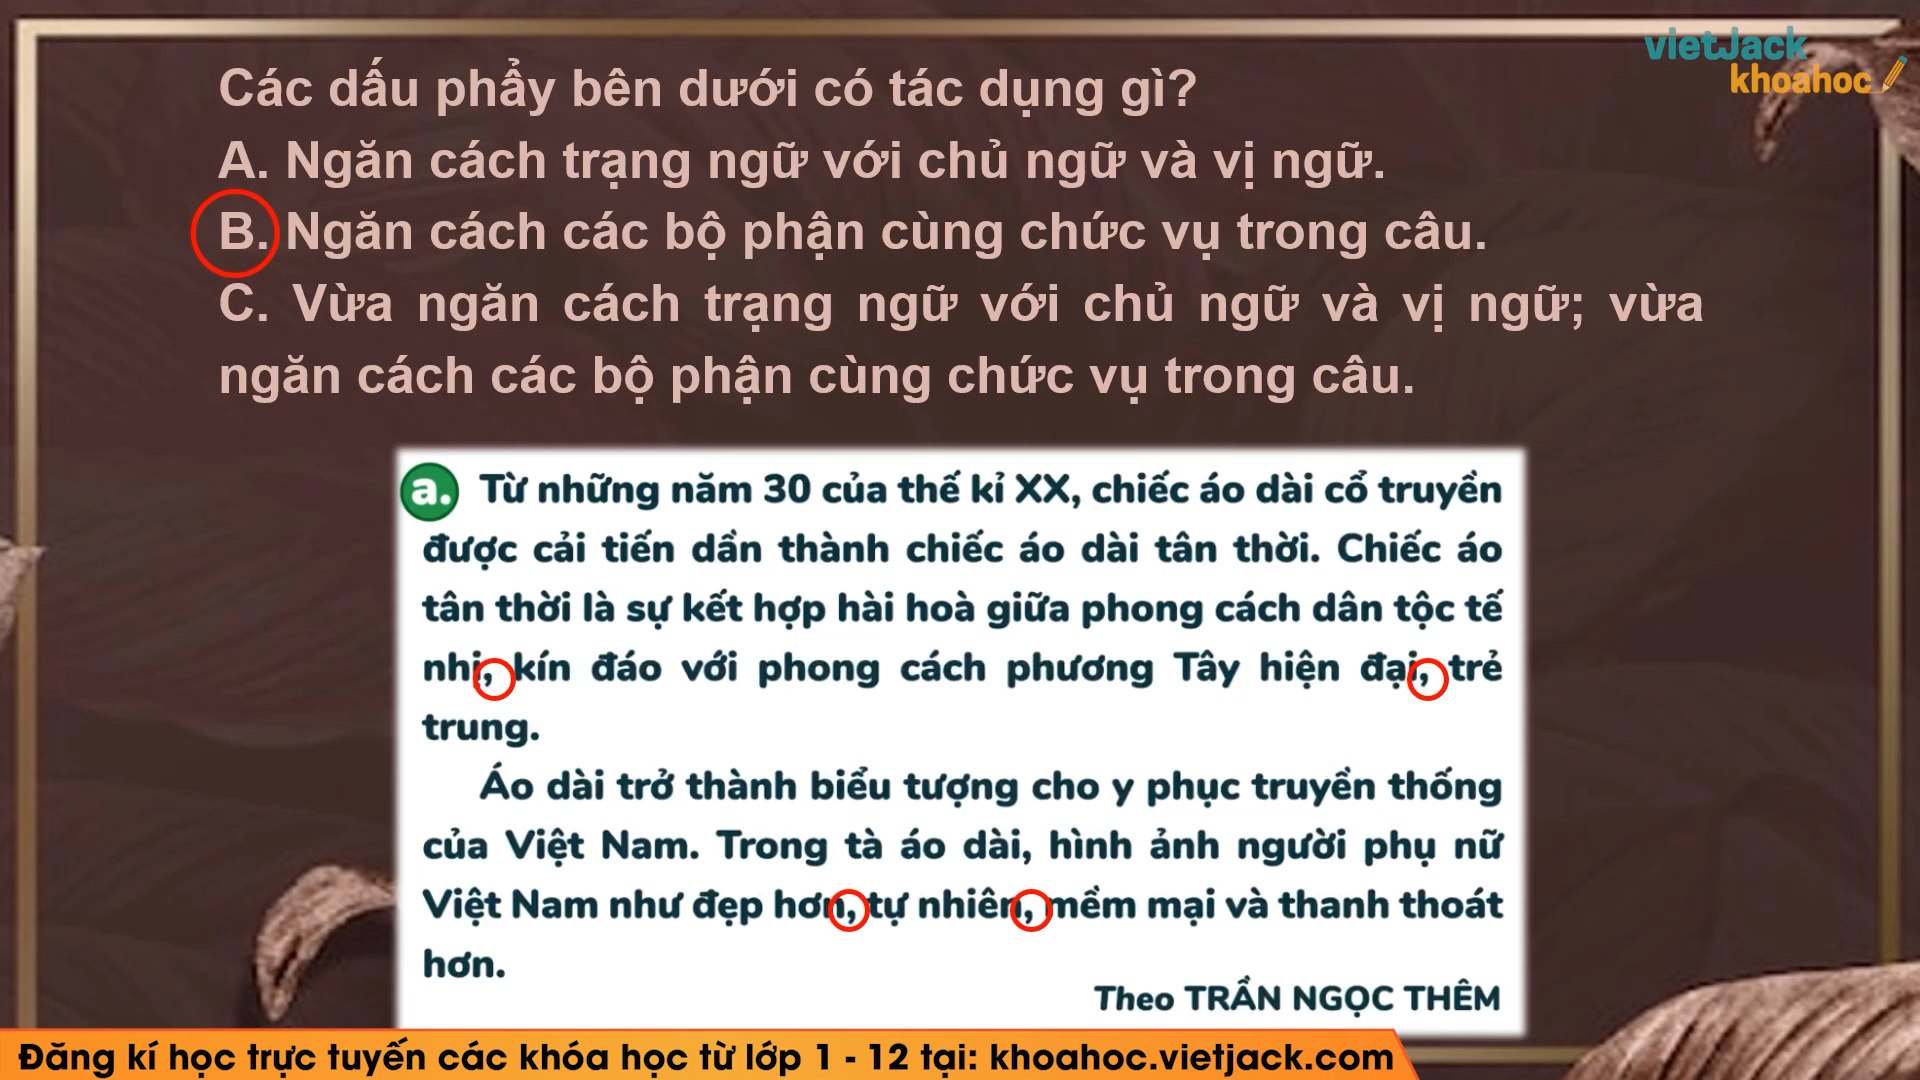 vietJack
khoahoc
Các dấu phẩy bên dưới có tác dụng gì?
A. Ngăn cách trạng ngữ với chủ ngữ và vị ngữ.
B. Ngăn cách các bộ phận cùng chức vụ trong câu.
C. Vừa ngăn cách trạng ngữ với chủ ngữ và vị ngữ; vừa
ngăn cách các bộ phận cùng chức vụ trong câu.
a. Từ những năm 30 của thế kỉ XX, chiếc áo dài cổ truyền
được cải tiến dần thành chiếc áo dài tân thời. Chiếc áo
tân thời là sự kết hợp hài hoà giữa phong cách dân tộc tế
nhị, kín đáo với phong cách phương Tây hiện đại, trẻ
trung.
Áo dài trở thành biểu tượng cho y phục truyền thống
của Việt Nam. Trong tà áo dài, hình ảnh người phụ nữ
Việt Nam như đẹp hơn, tự nhiên, mềm mại và thanh thoát
hơn.
Theo TRẦN NGỌC THÊM
Đăng kí học trực tuyến các khóa học từ lớp 1 - 12 tại: khoahoc.vietjack.com